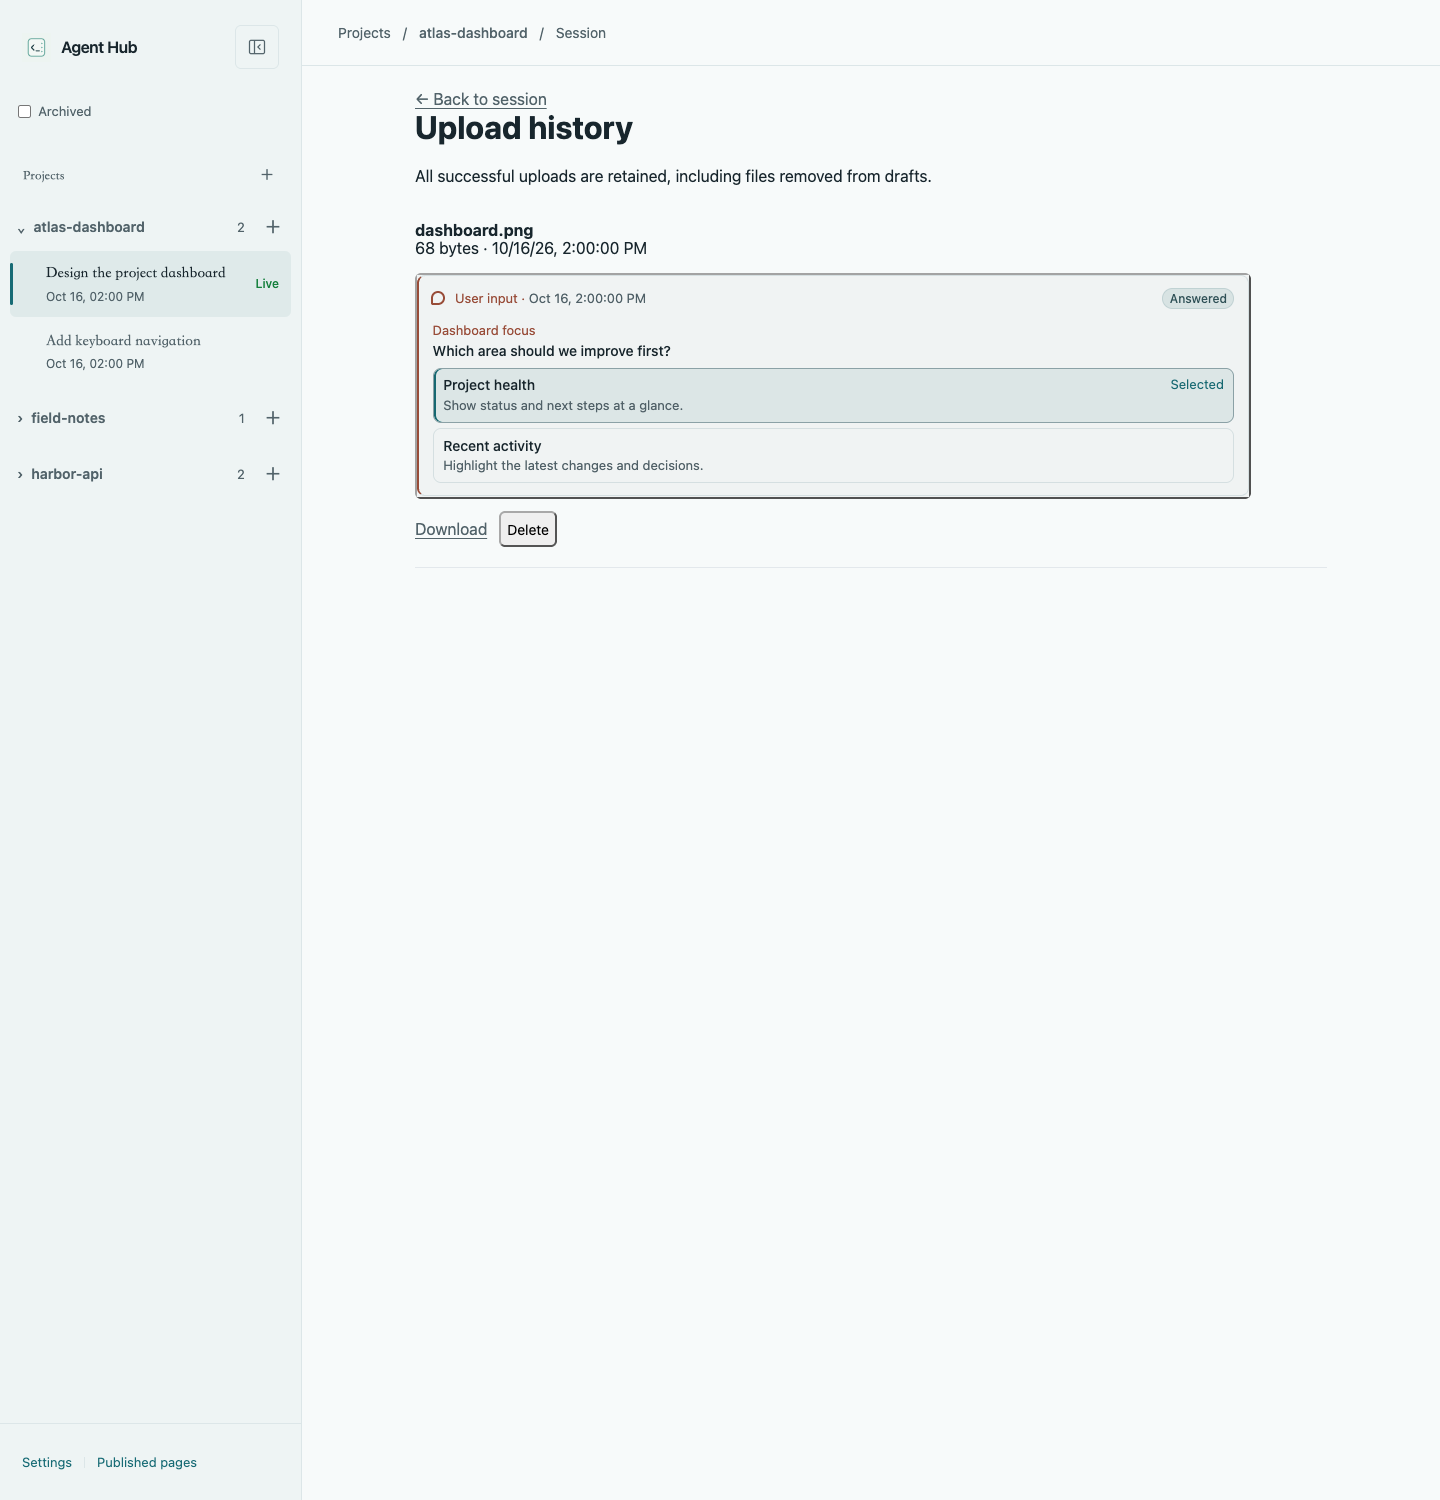 Agent Hub
Archived
Projects
atlas-dashboard 2
Design the project dashboard
Oct 16, 02:00 PM
Live
Add keyboard navigation
Oct 16, 02:00 PM
field-notes 1
harbor-api 2
Settings
Published pages
Projects / atlas-dashboard / Session
← Back to session
Upload history
All successful uploads are retained, including files removed from drafts.
dashboard.png
68 bytes · 10/16/26, 2:00:00 PM
User input · Oct 16, 2:00:00 PM
Answered
Dashboard focus
Which area should we improve first?
Project health
Selected
Show status and next steps at a glance.
Recent activity
Highlight the latest changes and decisions.
Download
Delete